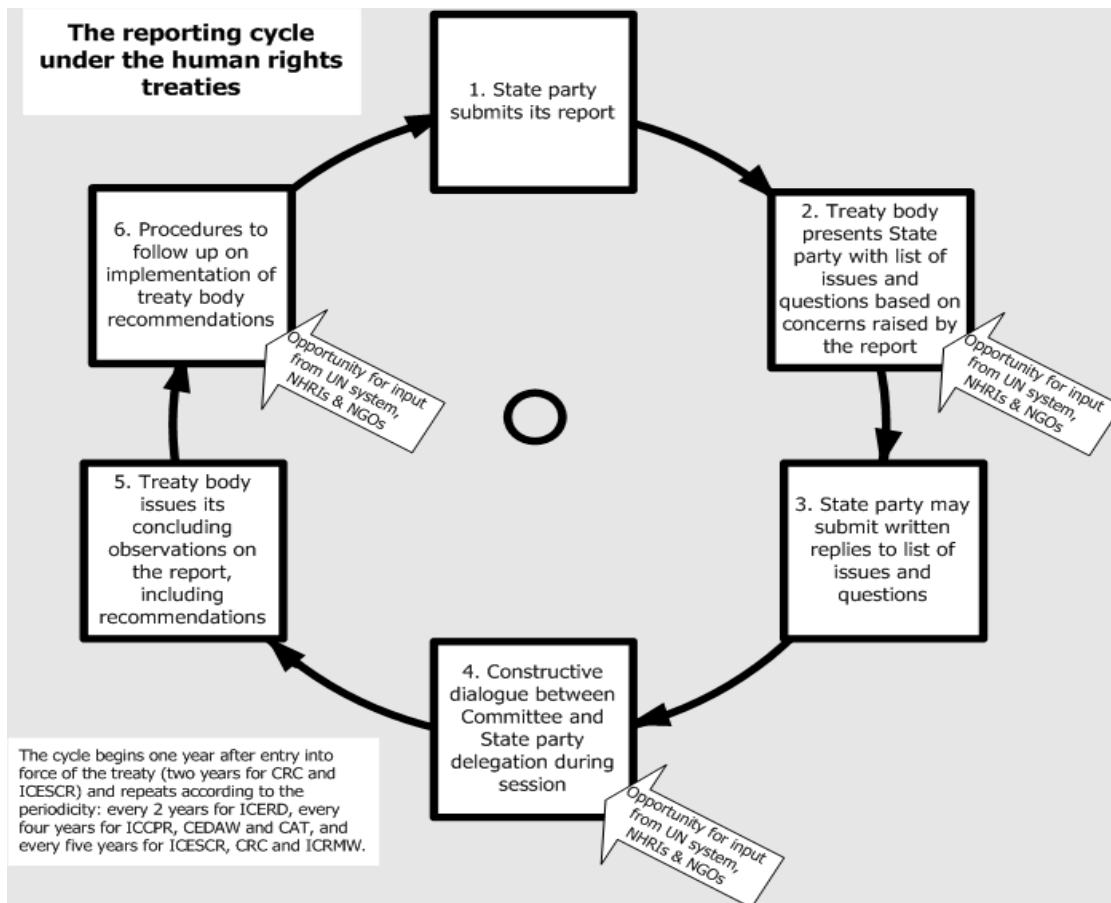 The reporting cycle
under the human rights
treaties
1. State party
submits its report
2. Treaty body
presents State
party with list of
issues and
questions based on
concerns raised by
the report
Opportunity for input
from UN system,
NHRIs & NGOs
3. State party may
submit written
replies to list of
issues and
questions
4. Constructive
dialogue between
Committee and
State party
delegation during
session
Opportunity for input
from UN system,
NHRIs & NGOs
5. Treaty body
issues its
concluding
observations on
the report,
including
recommendations
6. Procedures to
follow up on
implementation of
treaty body
recommendations
Opportunity for input
from UN system,
NHRIs & NGOs
The cycle begins one year after entry into
force of the treaty (two years for CRC and
ICESCR) and repeats according to the
periodicity: every 2 years for ICERD, every
four years for ICCPR, CEDAW and CAT, and
every five years for ICESCR, CRC and ICRMW.